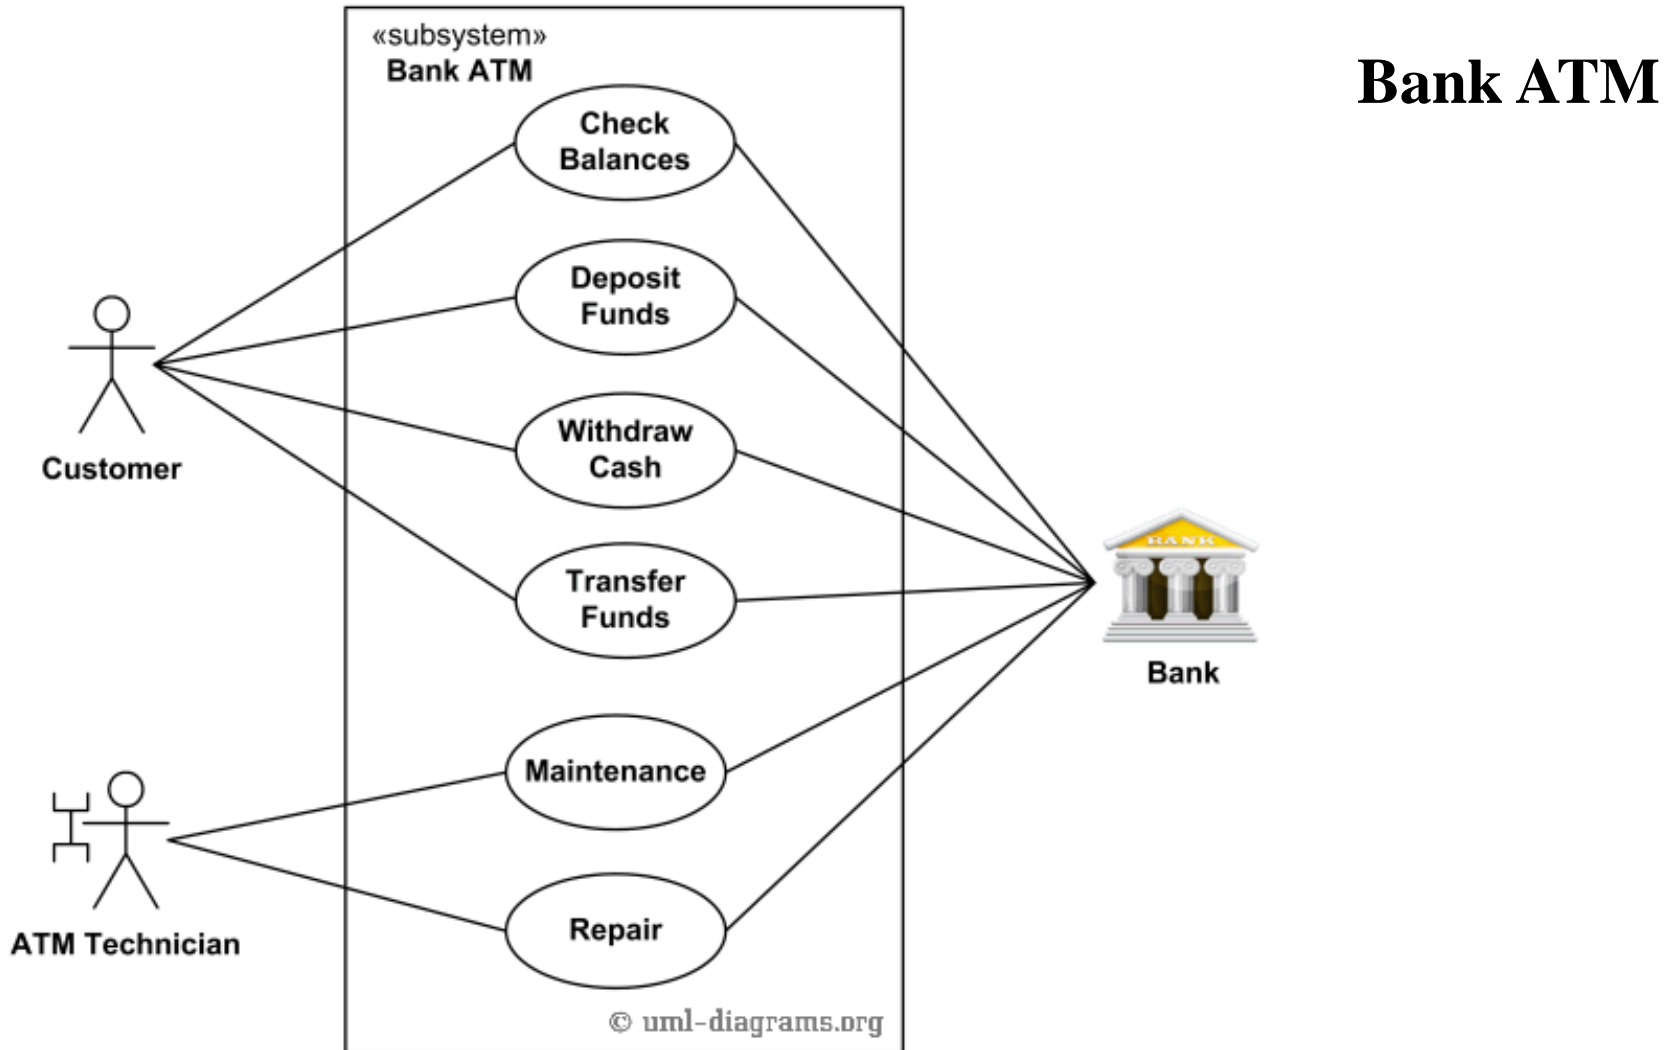 «subsystem»
Bank ATM
Bank ATM
Check
Balances
Deposit
Funds
Withdraw
Cash
Customer
Transfer
Funds
BANK
Bank
Maintenance
ATM Technician
Repair
© uml-diagrams.org